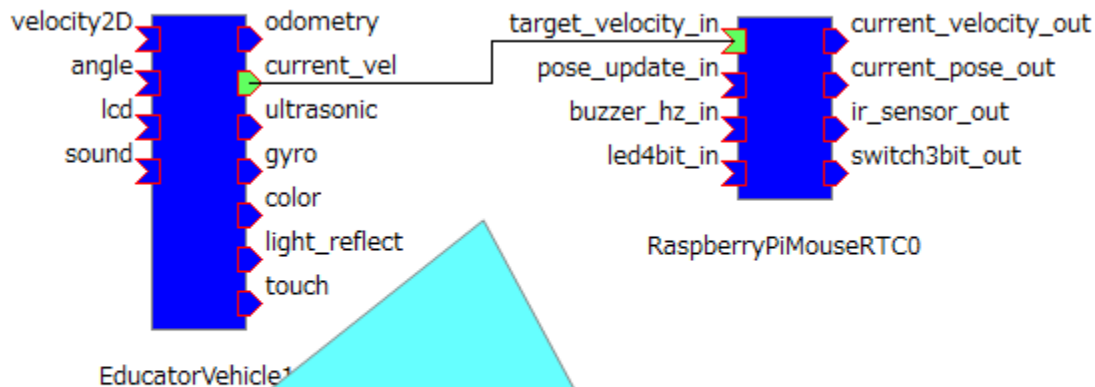 velocity2D
angle
lcd
sound
odometry
current_vel
ultrasonic
gyro
color
light_reflect
touch
EducatorVehicle1
target_velocity_in
pose_update_in
buzzer_hz_in
led4bit_in
current_velocity_out
current_pose_out
ir_sensor_out
switch3bit_out
RaspberryPiMouseRTC0